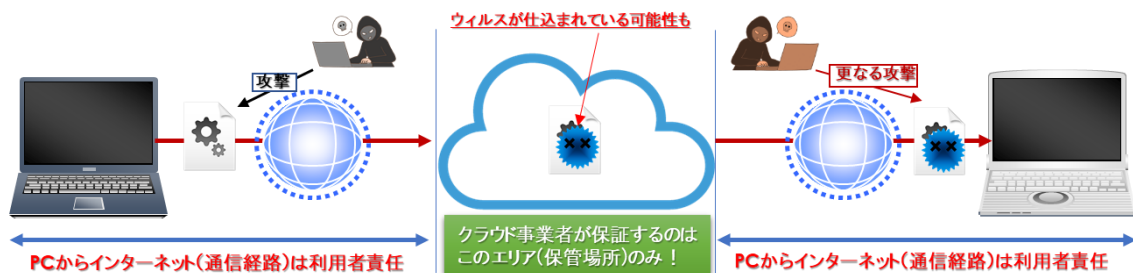 ウィルスが仕込まれている可能性も
攻撃
更なる攻撃
クラウド事業者が保証するのは
このエリア(保管場所)のみ！
PCからインターネット(通信経路)は利用者責任
PCからインターネット(通信経路)は利用者責任